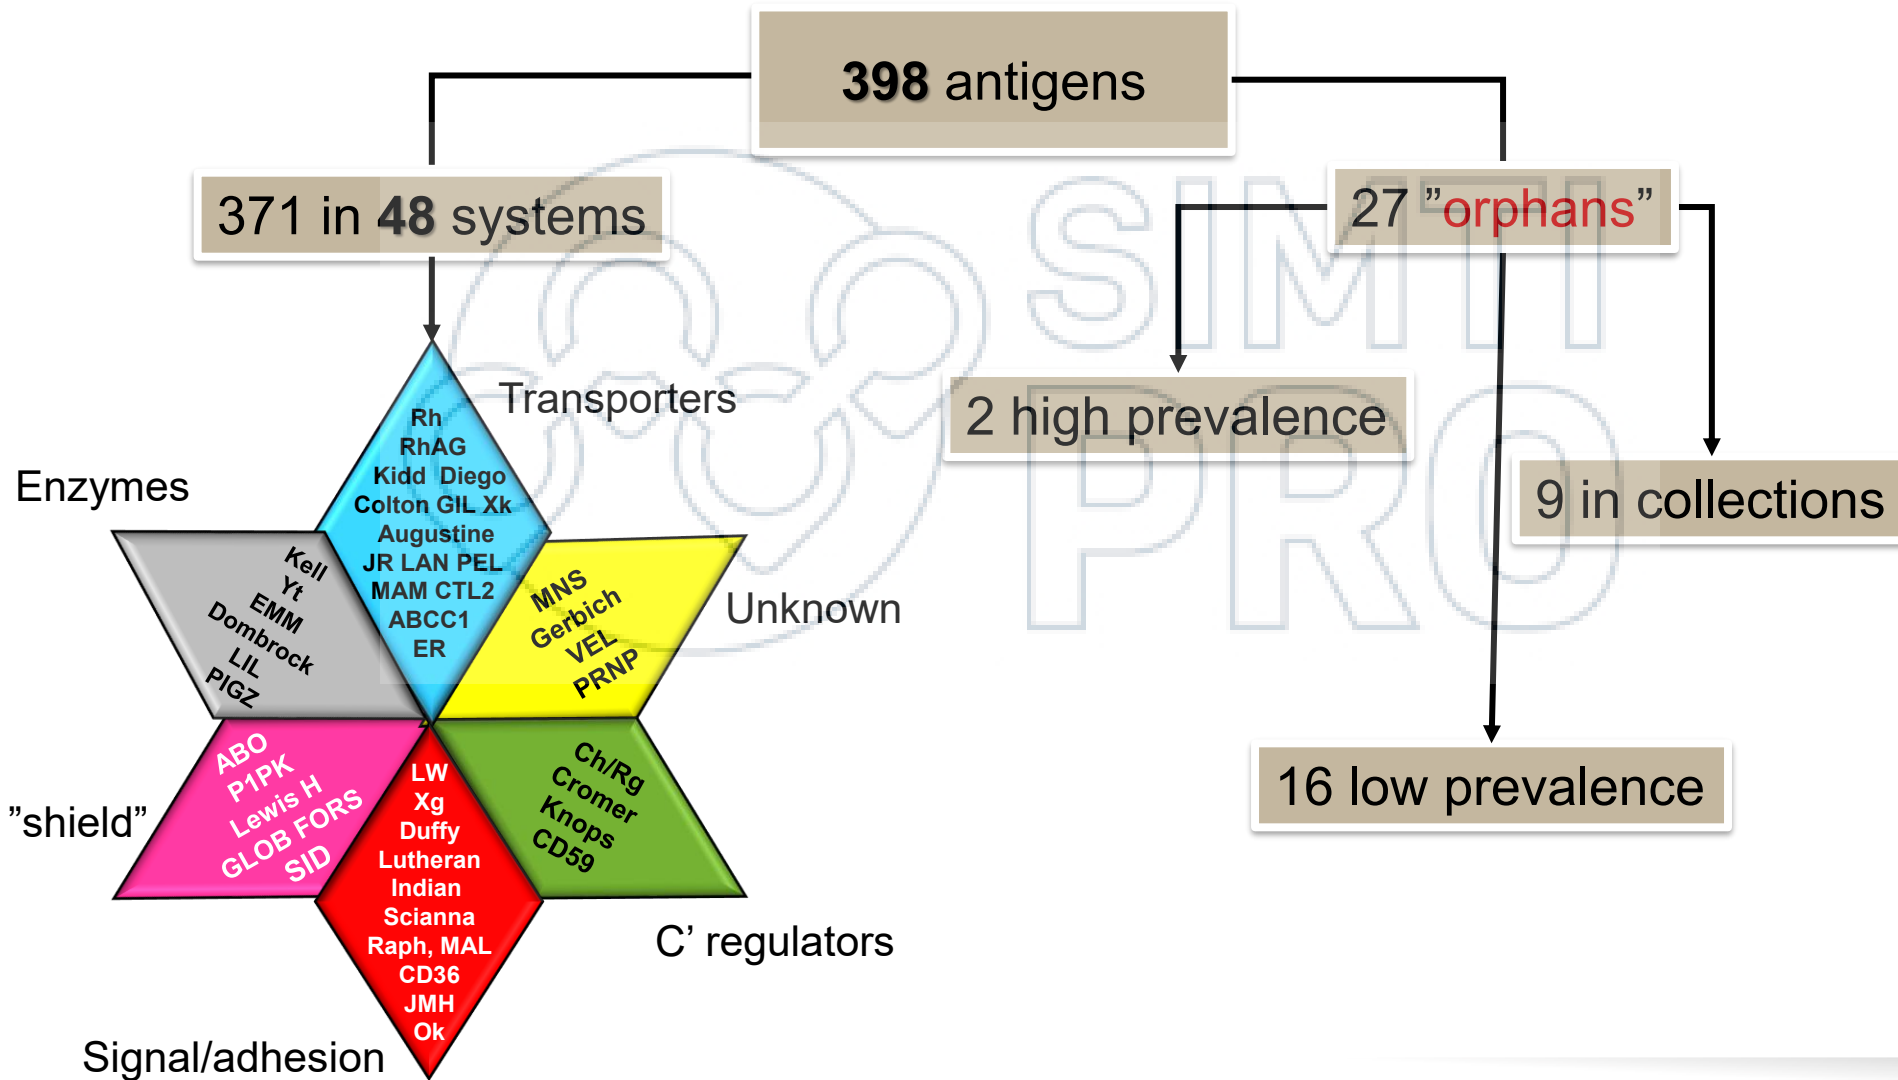 398 antigens
371 in 48 systems
27 ”orphans”
2 high prevalence
9 in collections
16 low prevalence
SIMTI
PRO
Transporters
Rh
RhAG
Kidd Diego
Colton GIL Xk
Augustine
JR LAN PEL
MAM CTL2
ABCC1
ER
Enzymes
Kell
Yt
EMM
Dombrock
LIL
PIGZ
MNS
Gerbich
VEL
PRNP
Unknown
”shield”
ABO
P1PK
Lewis H
GLOB FORS
SID
LW
Xg
Duffy
Lutheran
Indian
Scianna
Raph, MAL
CD36
JMH
Ok
Ch/Rg
Cromer
Knops
CD59
C’ regulators
Signal/adhesion